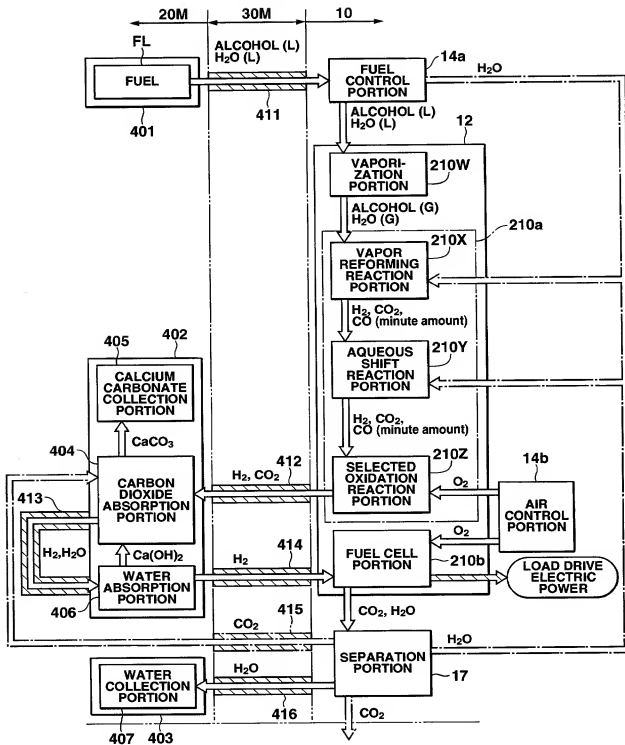 20M
30M
10
FL
ALCOHOL (L)
H2O (L)
14a
FUEL
FUEL
CONTROL
PORTION
H2O
401
411
ALCOHOL (L)
H2O (L)
12
VAPORI-
ZATION
PORTION
210W
ALCOHOL (G)
H2O (G)
210a
VAPOR
REFORMING
REACTION
PORTION
210X
H2, CO2,
CO (minute amount)
405
402
AQUEOUS
SHIFT
REACTION
PORTION
210Y
CALCIUM
CARBONATE
COLLECTION
PORTION
H2, CO2,
CO (minute amount)
404
CaCO3
412
210Z
14b
413
CARBON
DIOXIDE
ABSORPTION
PORTION
H2, CO2
SELECTED
OXIDATION
REACTION
PORTION
O2
AIR
CONTROL
PORTION
H2,H2O
Ca(OH)2
414
O2
WATER
ABSORPTION
PORTION
H2
FUEL CELL
PORTION
210b
LOAD DRIVE
ELECTRIC
POWER
406
415
CO2, H2O
CO2
H2O
WATER
COLLECTION
PORTION
H2O
SEPARATION
PORTION
17
407
403
416
CO2